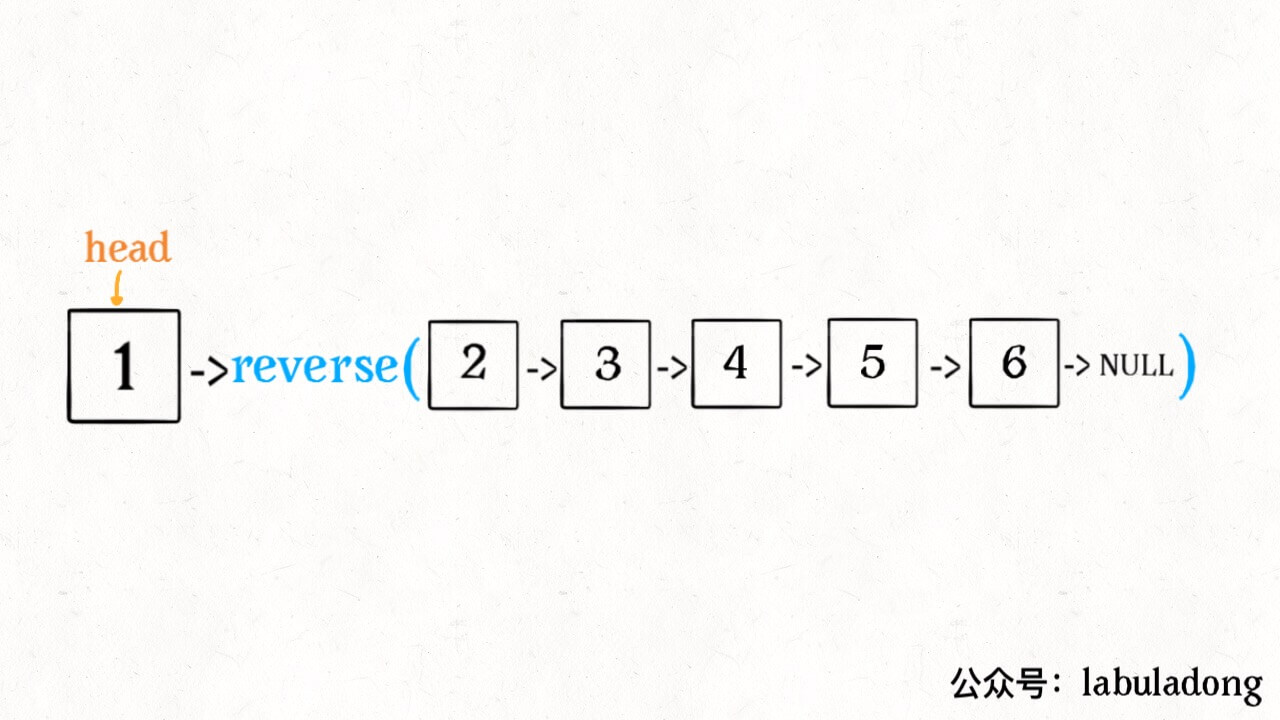 head
1 ->reverse( 2 -> 3 -> 4 -> 5 -> 6 -> NULL)
公众号：labuladong